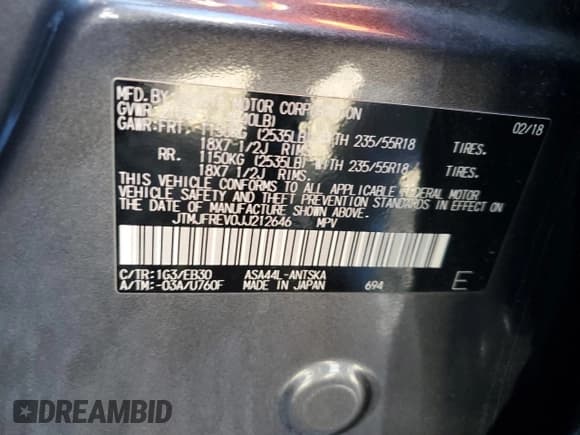 MFD. BY MOTOR CORPORATION 02/18
GVWR
GAWR:FRT. (2535LB) WITH 235/55R18 TIRES,
18X7 1/2J RIMS,
RR. 1150KG (2535LB) WITH 235/55R18 TIRES,
18X7 1/2J RIMS.
THIS VEHICLE CONFORMS TO ALL APPLICABLE FEDERAL MOTOR
VEHICLE SAFETY AND THEFT PREVENTION STANDARDS IN EFFECT ON
THE DATE OF MANUFACTURE SHOWN ABOVE.
JTMJFREV0JJ212646 MPV
C/TR:1G3/EB30 ASA44L-ANTSKA
A/TM:-03A/U760F MADE IN JAPAN 694 E
DREAMBID